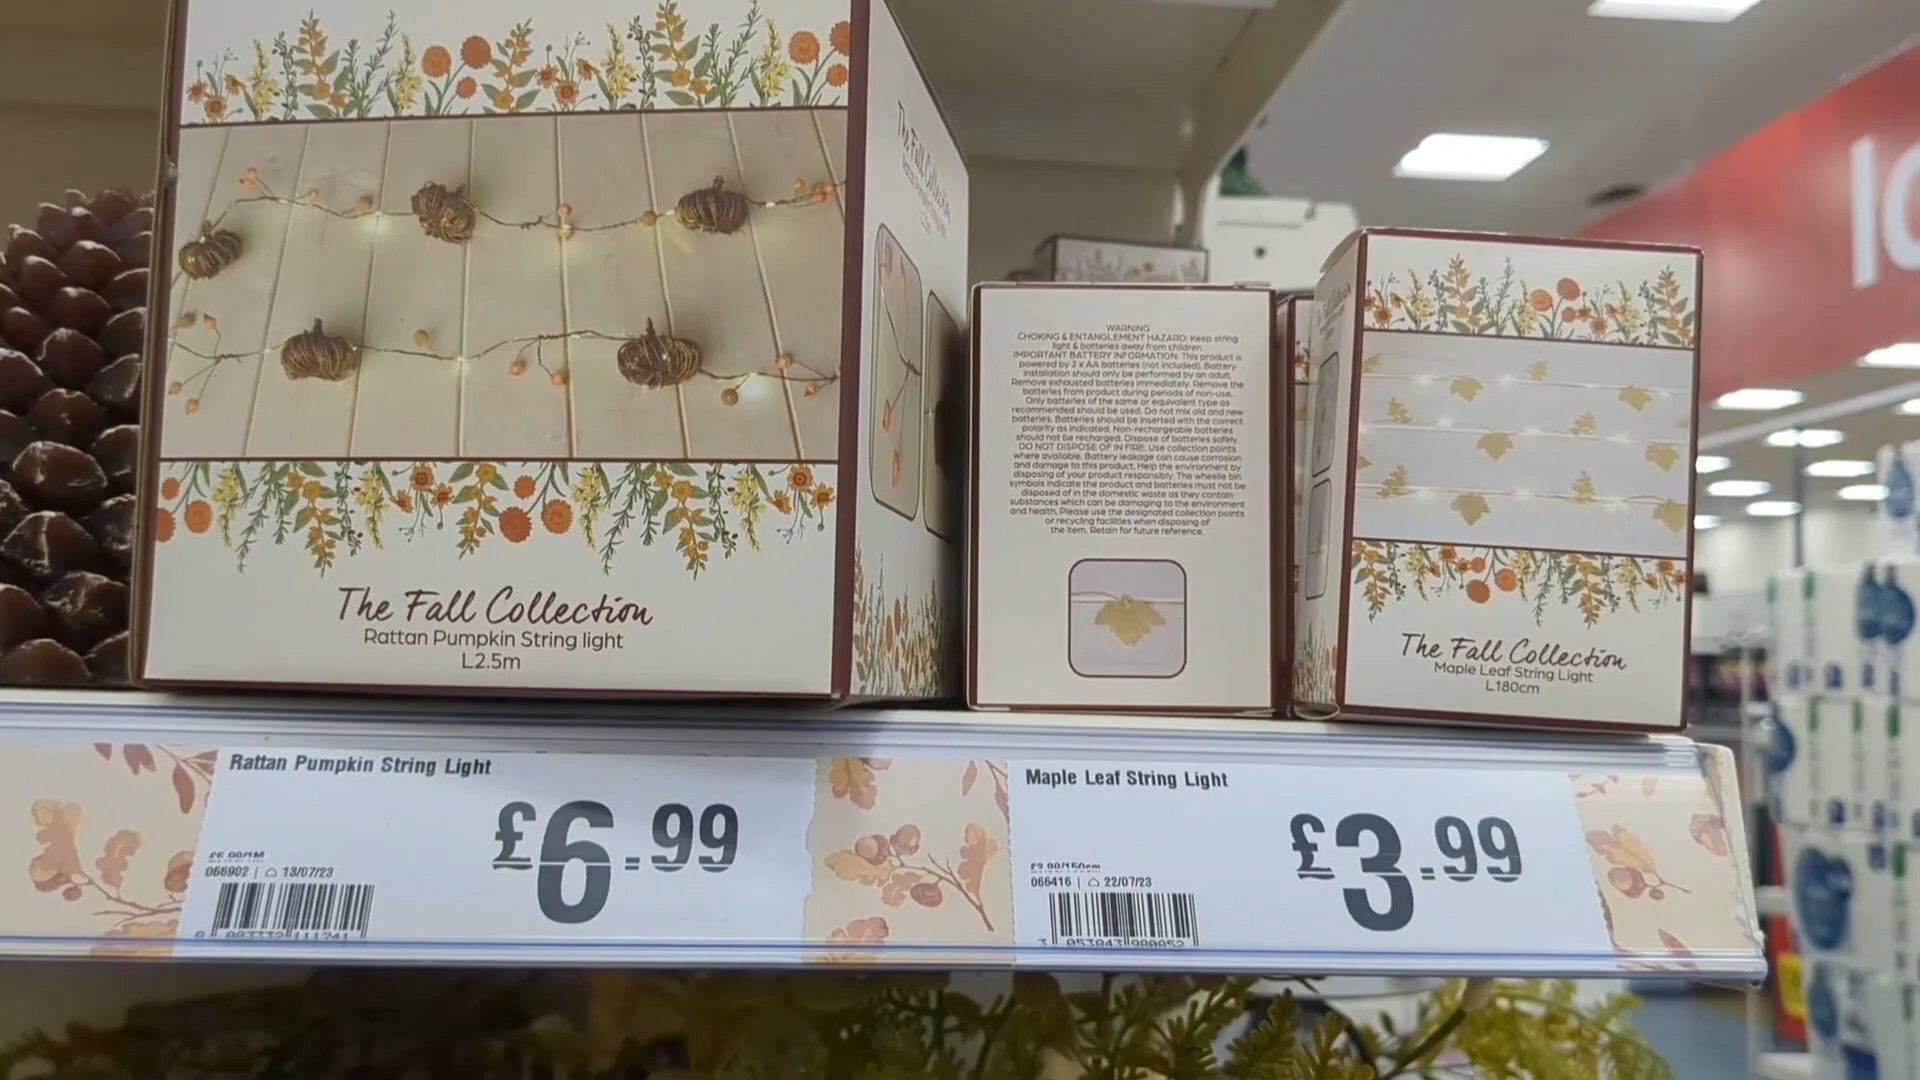 The Fall Collection
Rattan Pumpkin String light
L2.5m
The Fall Collection
WARNING
CHOKING & ENTANGLEMENT HAZARD: Keep string
light & batteries away from children.
IMPORTANT BATTERY INFORMATION: This product is
powered by 2 x AA batteries (not included). Battery
installation should only be performed by an adult.
Remove exhausted batteries immediately. Remove the
batteries from product during periods of non-use.
Only batteries of the same or equivalent type as
recommended should be used. Do not mix old and new
batteries. Batteries should be inserted with the correct
polarity as indicated. Non-rechargeable batteries
should not be recharged. Dispose of batteries safely.
DO NOT DISPOSE OF IN FIRE. Use collection points
where available. Battery leakage can cause corrosion
and damage to this product. Help the environment by
disposing of your product responsibly. The wheelie bin
symbols indicate the product and batteries must not be
disposed of in the domestic waste as they contain
substances which can be damaging to the environment
and health. Please use the designated collection points
or recycling facilities when disposing of
the item. Retain for future reference.
The Fall Collection
Maple Leaf String Light
L180cm
Rattan Pumpkin String Light
£6.99
066902 | 13/07/23
Maple Leaf String Light
£3.99
066416 | 22/07/23